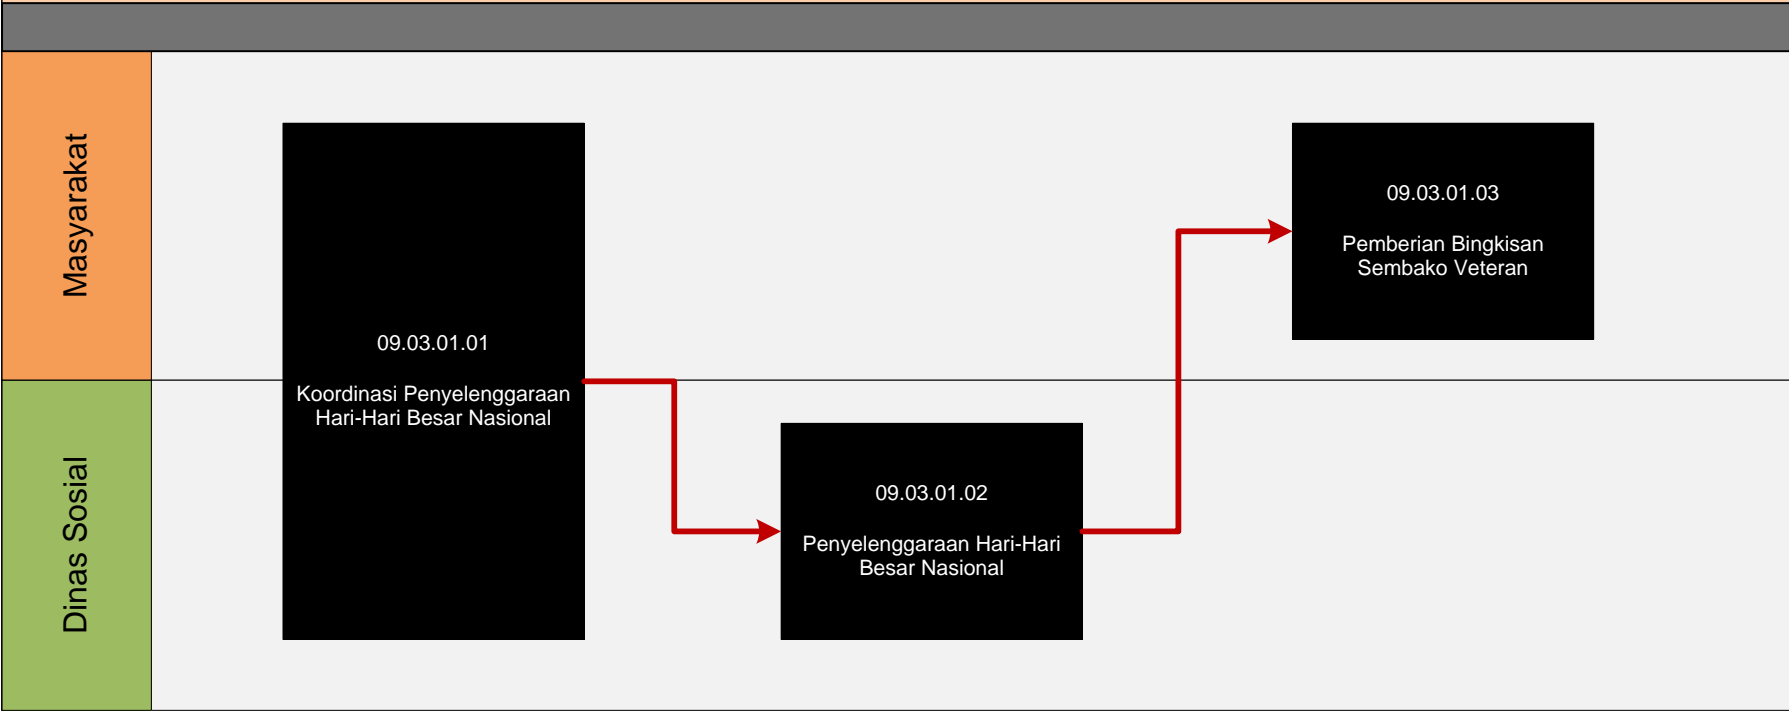 Masyarakat
Dinas Sosial
09.03.01.01
Koordinasi Penyelenggaraan
Hari-Hari Besar Nasional
09.03.01.02
Penyelenggaraan Hari-Hari
Besar Nasional
09.03.01.03
Pemberian Bingkisan
Sembako Veteran